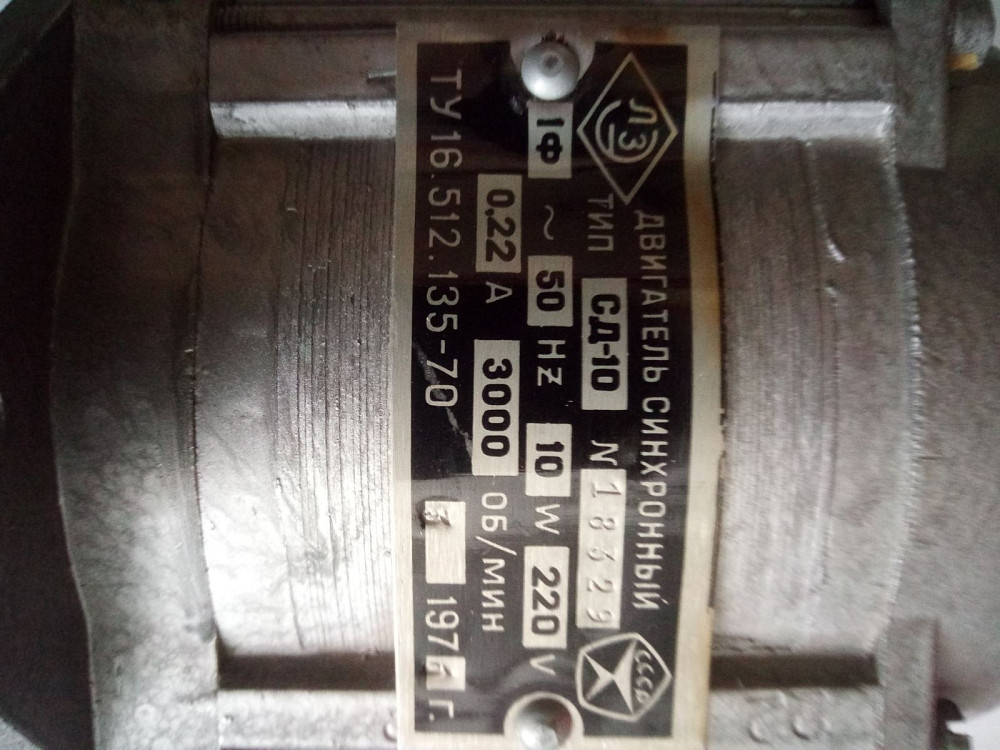 ЛЭ
ДВИГАТЕЛЬ СИНХРОННЫЙ
ТИП СД-10 N 18329
СССР
1Ф ~ 50 HZ 10 W 220 V
0,22 А 3000 ОБ/МИН
ТУ16.512.135-70 197 г.